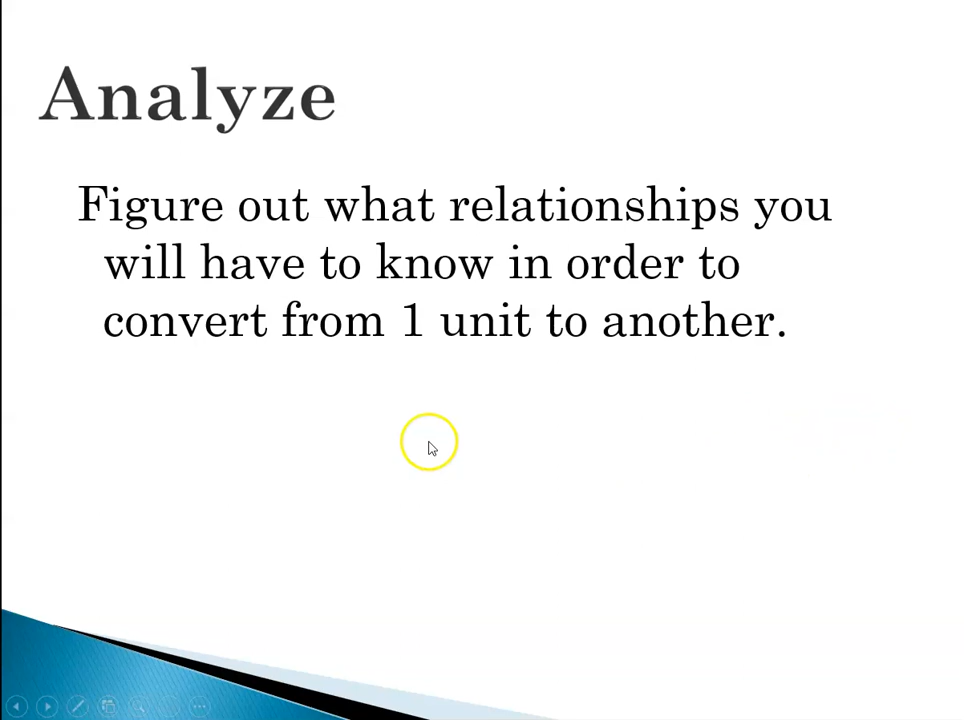 Analyze
Figure out what relationships you
will have to know in order to
convert from 1 unit to another.